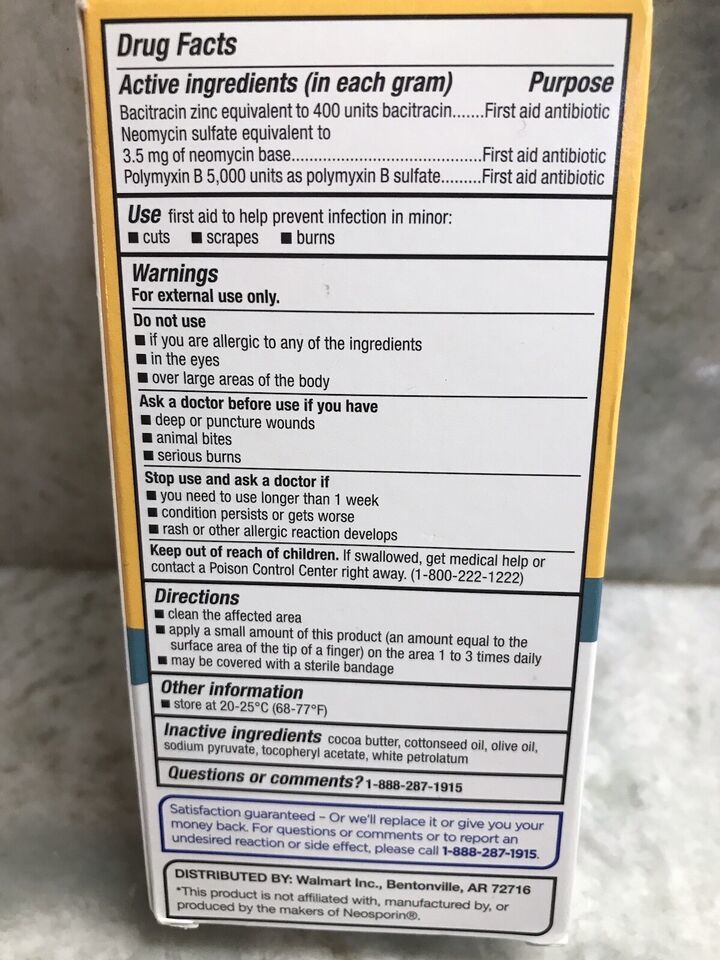 Drug Facts
Active ingredients (in each gram) Purpose
Bacitracin zinc equivalent to 400 units bacitracin.......First aid antibiotic
Neomycin sulfate equivalent to
3.5 mg of neomycin base..........................................First aid antibiotic
Polymyxin B 5,000 units as polymyxin B sulfate.........First aid antibiotic
Use first aid to help prevent infection in minor:
■ cuts ■ scrapes ■ burns
Warnings
For external use only.
Do not use
■ if you are allergic to any of the ingredients
■ in the eyes
■ over large areas of the body
Ask a doctor before use if you have
■ deep or puncture wounds
■ animal bites
■ serious burns
Stop use and ask a doctor if
■ you need to use longer than 1 week
■ condition persists or gets worse
■ rash or other allergic reaction develops
Keep out of reach of children. If swallowed, get medical help or
contact a Poison Control Center right away. (1-800-222-1222)
Directions
■ clean the affected area
■ apply a small amount of this product (an amount equal to the
surface area of the tip of a finger) on the area 1 to 3 times daily
■ may be covered with a sterile bandage
Other information
■ store at 20-25°C (68-77°F)
Inactive ingredients cocoa butter, cottonseed oil, olive oil,
sodium pyruvate, tocopheryl acetate, white petrolatum
Questions or comments? 1-888-287-1915
Satisfaction guaranteed – Or we'll replace it or give you your
money back. For questions or comments or to report an
undesired reaction or side effect, please call 1-888-287-1915.
DISTRIBUTED BY: Walmart Inc., Bentonville, AR 72716
*This product is not affiliated with, manufactured by, or
produced by the makers of Neosporin®.